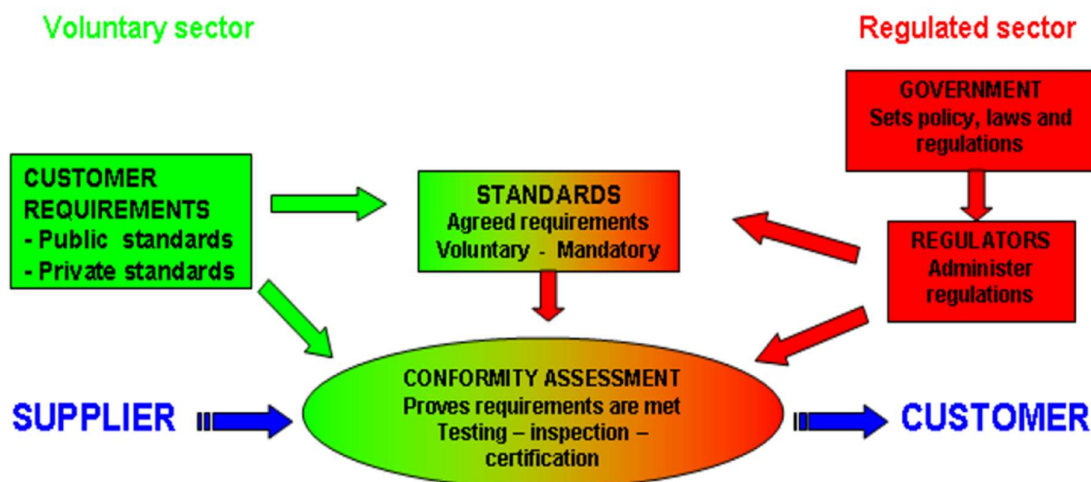 Voluntary sector
Regulated sector
GOVERNMENT
Sets policy, laws and
regulations
CUSTOMER
REQUIREMENTS
- Public standards
- Private standards
STANDARDS
Agreed requirements
Voluntary - Mandatory
REGULATORS
Administer
regulations
CONFORMITY ASSESSMENT
Proves requirements are met
Testing – inspection –
certification
SUPPLIER
CUSTOMER